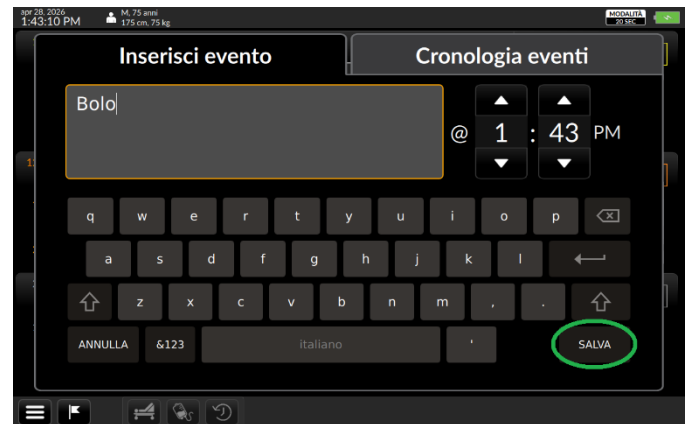 apr 28, 2026
1:43:10 PM
M, 75 anni
175 cm, 75 kg
MODALITÀ
20 SEC
Inserisci evento
Cronologia eventi
Bolo
@ 1 : 43 PM
q w e r t y u i o p
a s d f g h j k l
z x c v b n m , .
ANNULLA &123 italiano ' SALVA